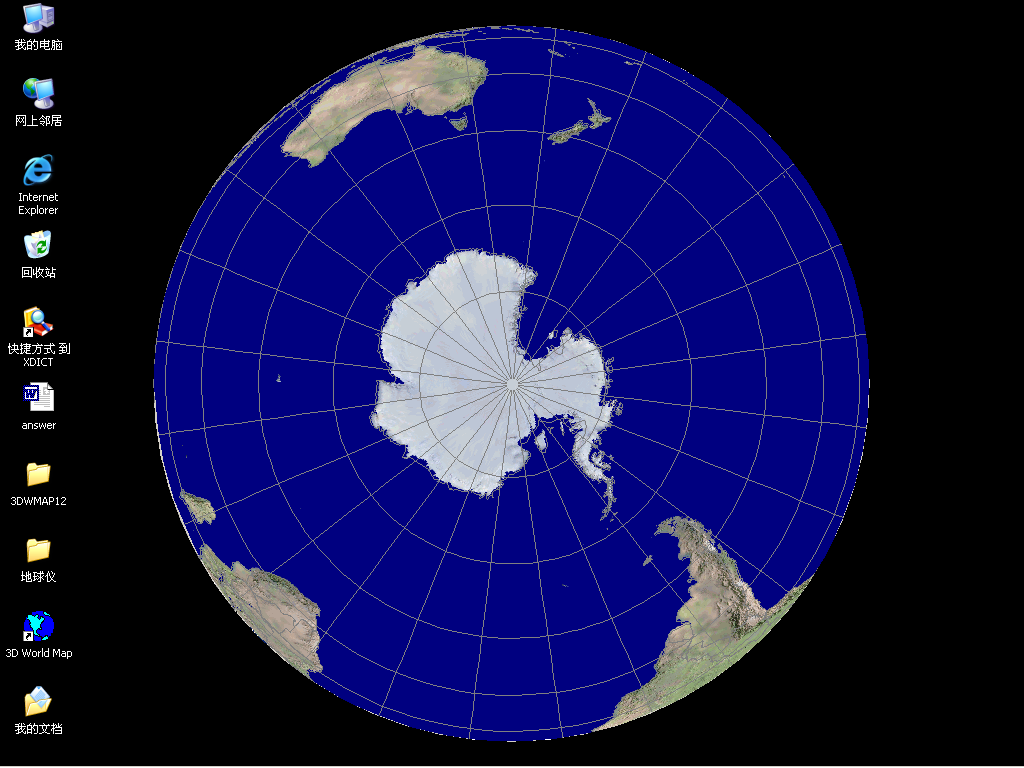 我的电脑
网上邻居
Internet
Explorer
回收站
快捷方式 到
XDICT
answer
3DWMAP12
地球仪
3D World Map
我的文档